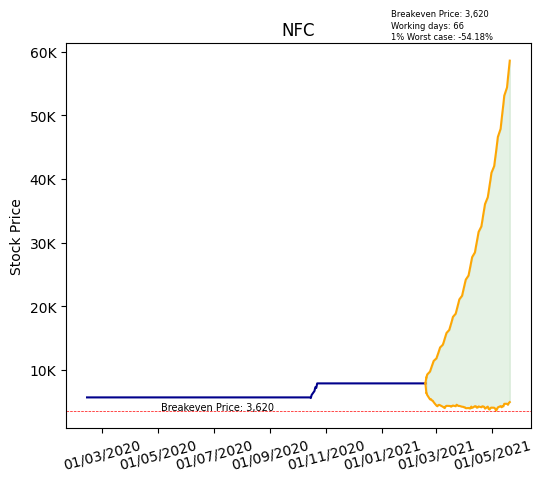 Breakeven Price: 3,620
Working days: 66
1% Worst case: -54.18%
NFC
60K
50K
40K
30K
20K
10K
Stock Price
Breakeven Price: 3,620
01/03/2020
01/05/2020
01/07/2020
01/09/2020
01/11/2020
01/01/2021
01/03/2021
01/05/2021